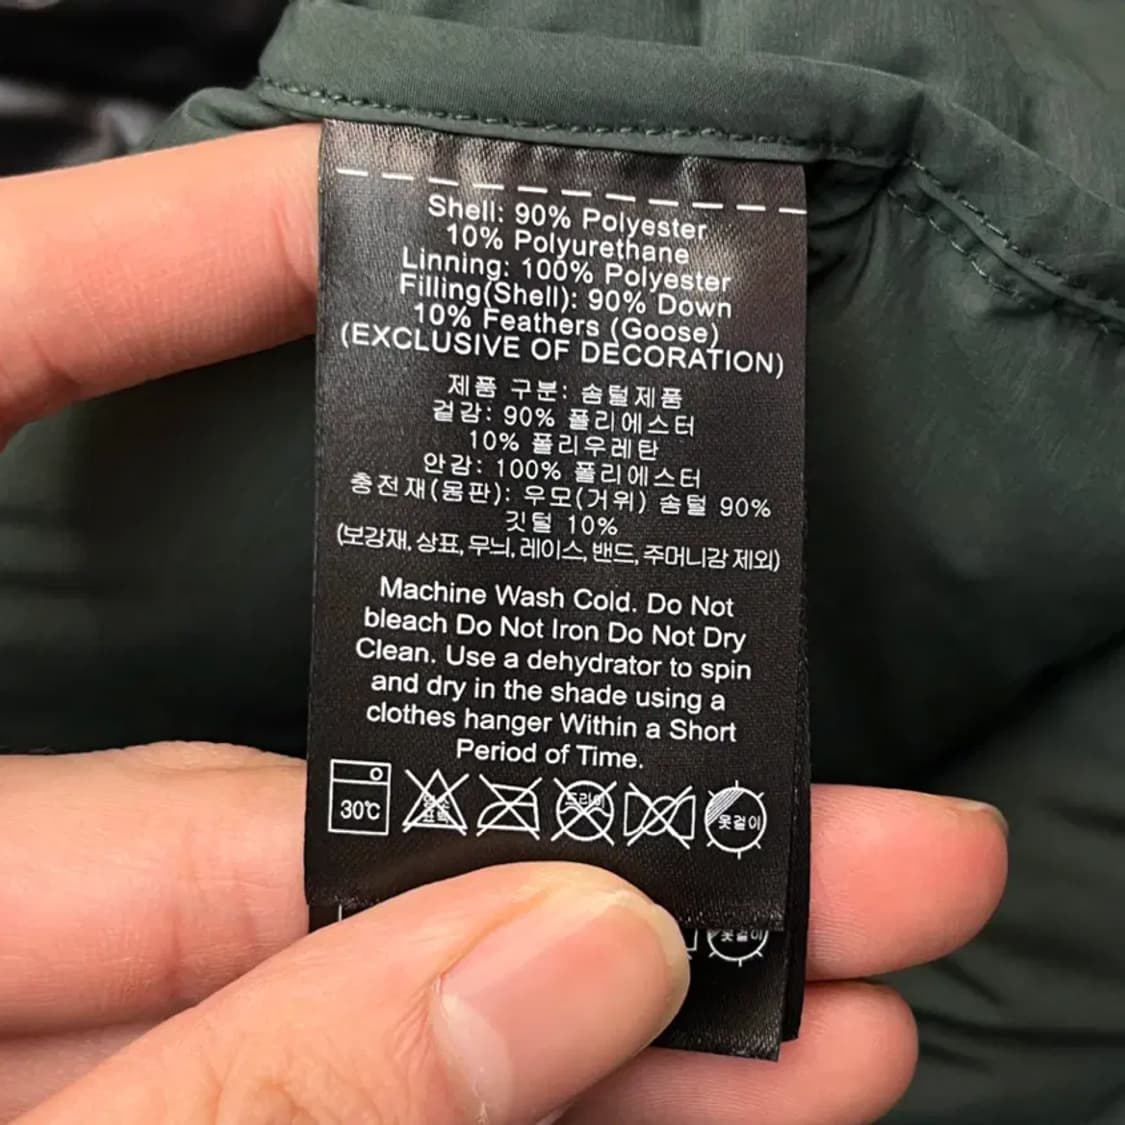 Shell: 90% Polyester
10% Polyurethane
Linning: 100% Polyester
Filling(Shell): 90% Down
10% Feathers (Goose)
(EXCLUSIVE OF DECORATION)
제품 구분: 솜털제품
겉감: 90% 폴리에스터
10% 폴리우레탄
안감: 100% 폴리에스터
충전재(몸판): 우모(거위) 솜털 90%
깃털 10%
(보강재, 상표, 무늬, 레이스, 밴드, 주머니감 제외)
Machine Wash Cold. Do Not
bleach Do Not Iron Do Not Dry
Clean. Use a dehydrator to spin
and dry in the shade using a
clothes hanger Within a Short
Period of Time.
30℃ 드라이 옷걸이
옷걸이